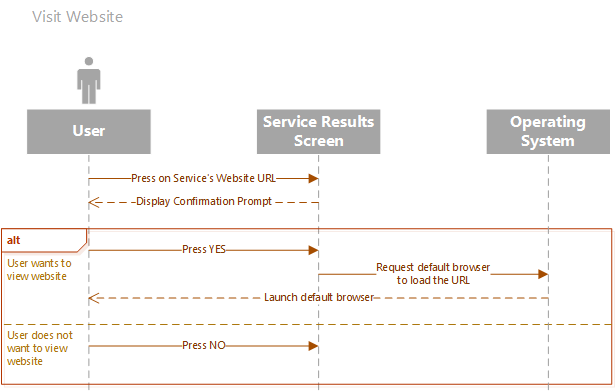 Visit Website
User
Service Results
Screen
Operating
System
Press on Service's Website URL
Display Confirmation Prompt
alt
User wants to
view website
Press YES
Request default browser
to load the URL
Launch default browser
User does not
want to view
website
Press NO